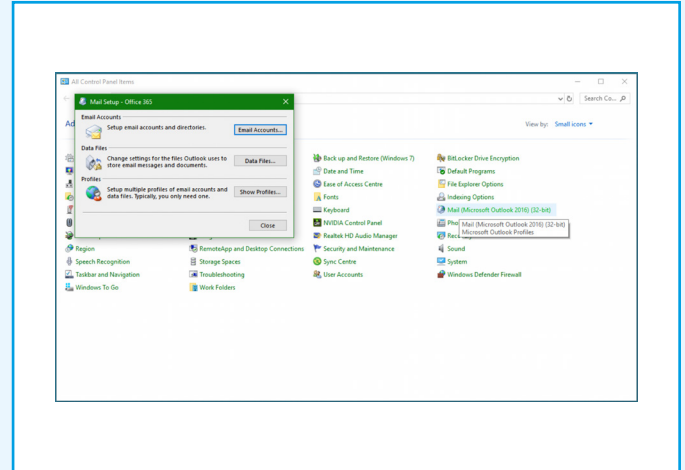 All Control Panel Items
Search Co...
Mail Setup - Office 365
Email Accounts
Setup email accounts and directories.
Email Accounts...
Data Files
Change settings for the files Outlook uses to
store email messages and documents.
Data Files...
Profiles
Setup multiple profiles of email accounts and
data files. Typically, you only need one.
Show Profiles...
Close
Ad
View by: Small icons
Back up and Restore (Windows 7)
BitLocker Drive Encryption
Date and Time
Default Programs
Ease of Access Centre
File Explorer Options
Fonts
Indexing Options
Keyboard
Mail (Microsoft Outlook 2016) (32-bit)
NVIDIA Control Panel
Pho
Mail (Microsoft Outlook 2016) (32-bit)
Microsoft Outlook Profiles
Realtek HD Audio Manager
Rec
Region
RemoteApp and Desktop Connections
Security and Maintenance
Sound
Speech Recognition
Storage Spaces
Sync Centre
System
Taskbar and Navigation
Troubleshooting
User Accounts
Windows Defender Firewall
Windows To Go
Work Folders